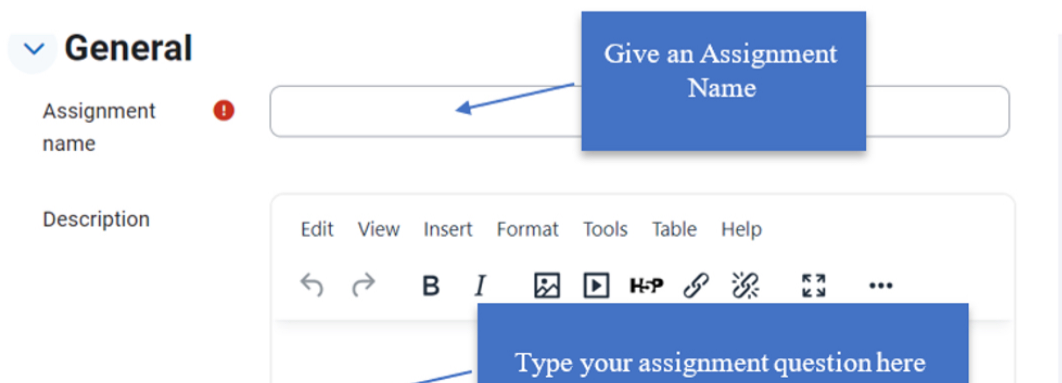 General
Give an Assignment
Name
Assignment
name
Description
Edit View Insert Format Tools Table Help
B I H-P
Type your assignment question here